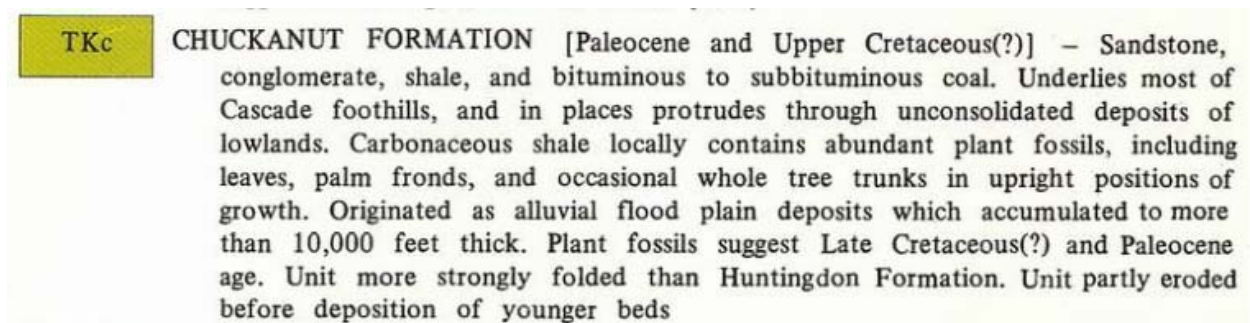 TKc
CHUCKANUT FORMATION [Paleocene and Upper Cretaceous(?)] – Sandstone,
conglomerate, shale, and bituminous to subbituminous coal. Underlies most of
Cascade foothills, and in places protrudes through unconsolidated deposits of
lowlands. Carbonaceous shale locally contains abundant plant fossils, including
leaves, palm fronds, and occasional whole tree trunks in upright positions of
growth. Originated as alluvial flood plain deposits which accumulated to more
than 10,000 feet thick. Plant fossils suggest Late Cretaceous(?) and Paleocene
age. Unit more strongly folded than Huntingdon Formation. Unit partly eroded
before deposition of younger beds